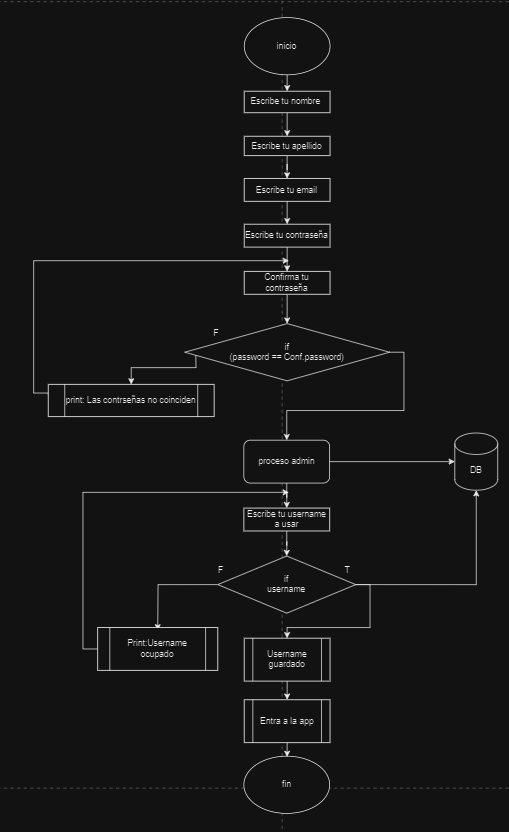 inicio
Escribe tu nombre
Escribe tu apellido
Escribe tu email
Escribe tu contraseña
Confirma tu
contraseña
F
if
(password == Conf.password)
print: Las contrseñas no coinciden
proceso admin
DB
Escribe tu username
a usar
F
T
if
username
Print:Username
ocupado
Username
guardado
Entra a la app
fin